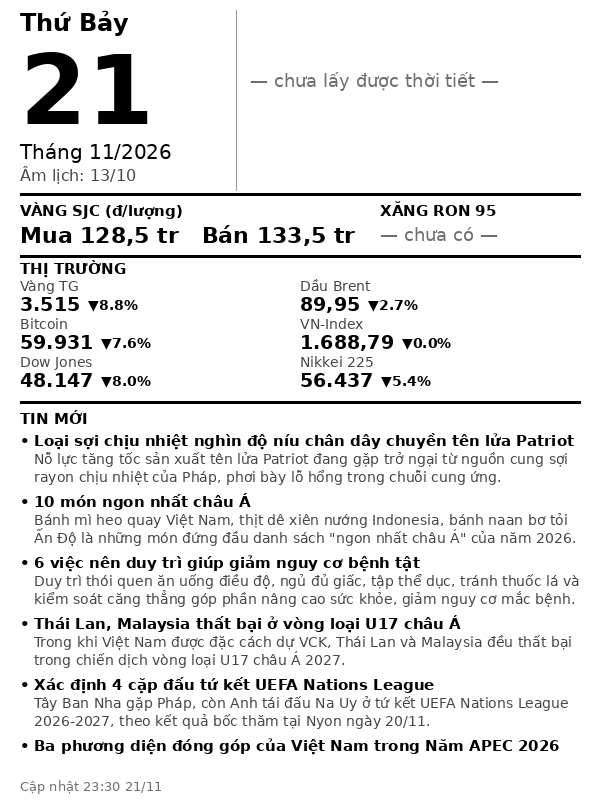 Thứ Bảy
21
Tháng 11/2026
Âm lịch: 13/10
— chưa lấy được thời tiết —
VÀNG SJC (đ/lượng)
Mua 128,5 tr Bán 133,5 tr
XĂNG RON 95
— chưa có —
THỊ TRƯỜNG
Vàng TG
3.515 ▼8.8%
Dầu Brent
89,95 ▼2.7%
Bitcoin
59.931 ▼7.6%
VN-Index
1.688,79 ▼0.0%
Dow Jones
48.147 ▼8.0%
Nikkei 225
56.437 ▼5.4%
TIN MỚI
• Loại sợi chịu nhiệt nghìn độ níu chân dây chuyền tên lửa Patriot
Nỗ lực tăng tốc sản xuất tên lửa Patriot đang gặp trở ngại từ nguồn cung sợi
rayon chịu nhiệt của Pháp, phơi bày lỗ hổng trong chuỗi cung ứng.
• 10 món ngon nhất châu Á
Bánh mì heo quay Việt Nam, thịt dê xiên nướng Indonesia, bánh naan bơ tỏi
Ấn Độ là những món đứng đầu danh sách "ngon nhất châu Á" của năm 2026.
• 6 việc nên duy trì giúp giảm nguy cơ bệnh tật
Duy trì thói quen ăn uống điều độ, ngủ đủ giấc, tập thể dục, tránh thuốc lá và
kiểm soát căng thẳng góp phần nâng cao sức khỏe, giảm nguy cơ mắc bệnh.
• Thái Lan, Malaysia thất bại ở vòng loại U17 châu Á
Trong khi Việt Nam được đặc cách dự VCK, Thái Lan và Malaysia đều thất bại
trong chiến dịch vòng loại U17 châu Á 2027.
• Xác định 4 cặp đấu tứ kết UEFA Nations League
Tây Ban Nha gặp Pháp, còn Anh tái đấu Na Uy ở tứ kết UEFA Nations League
2026-2027, theo kết quả bốc thăm tại Nyon ngày 20/11.
• Ba phương diện đóng góp của Việt Nam trong Năm APEC 2026
Cập nhật 23:30 21/11